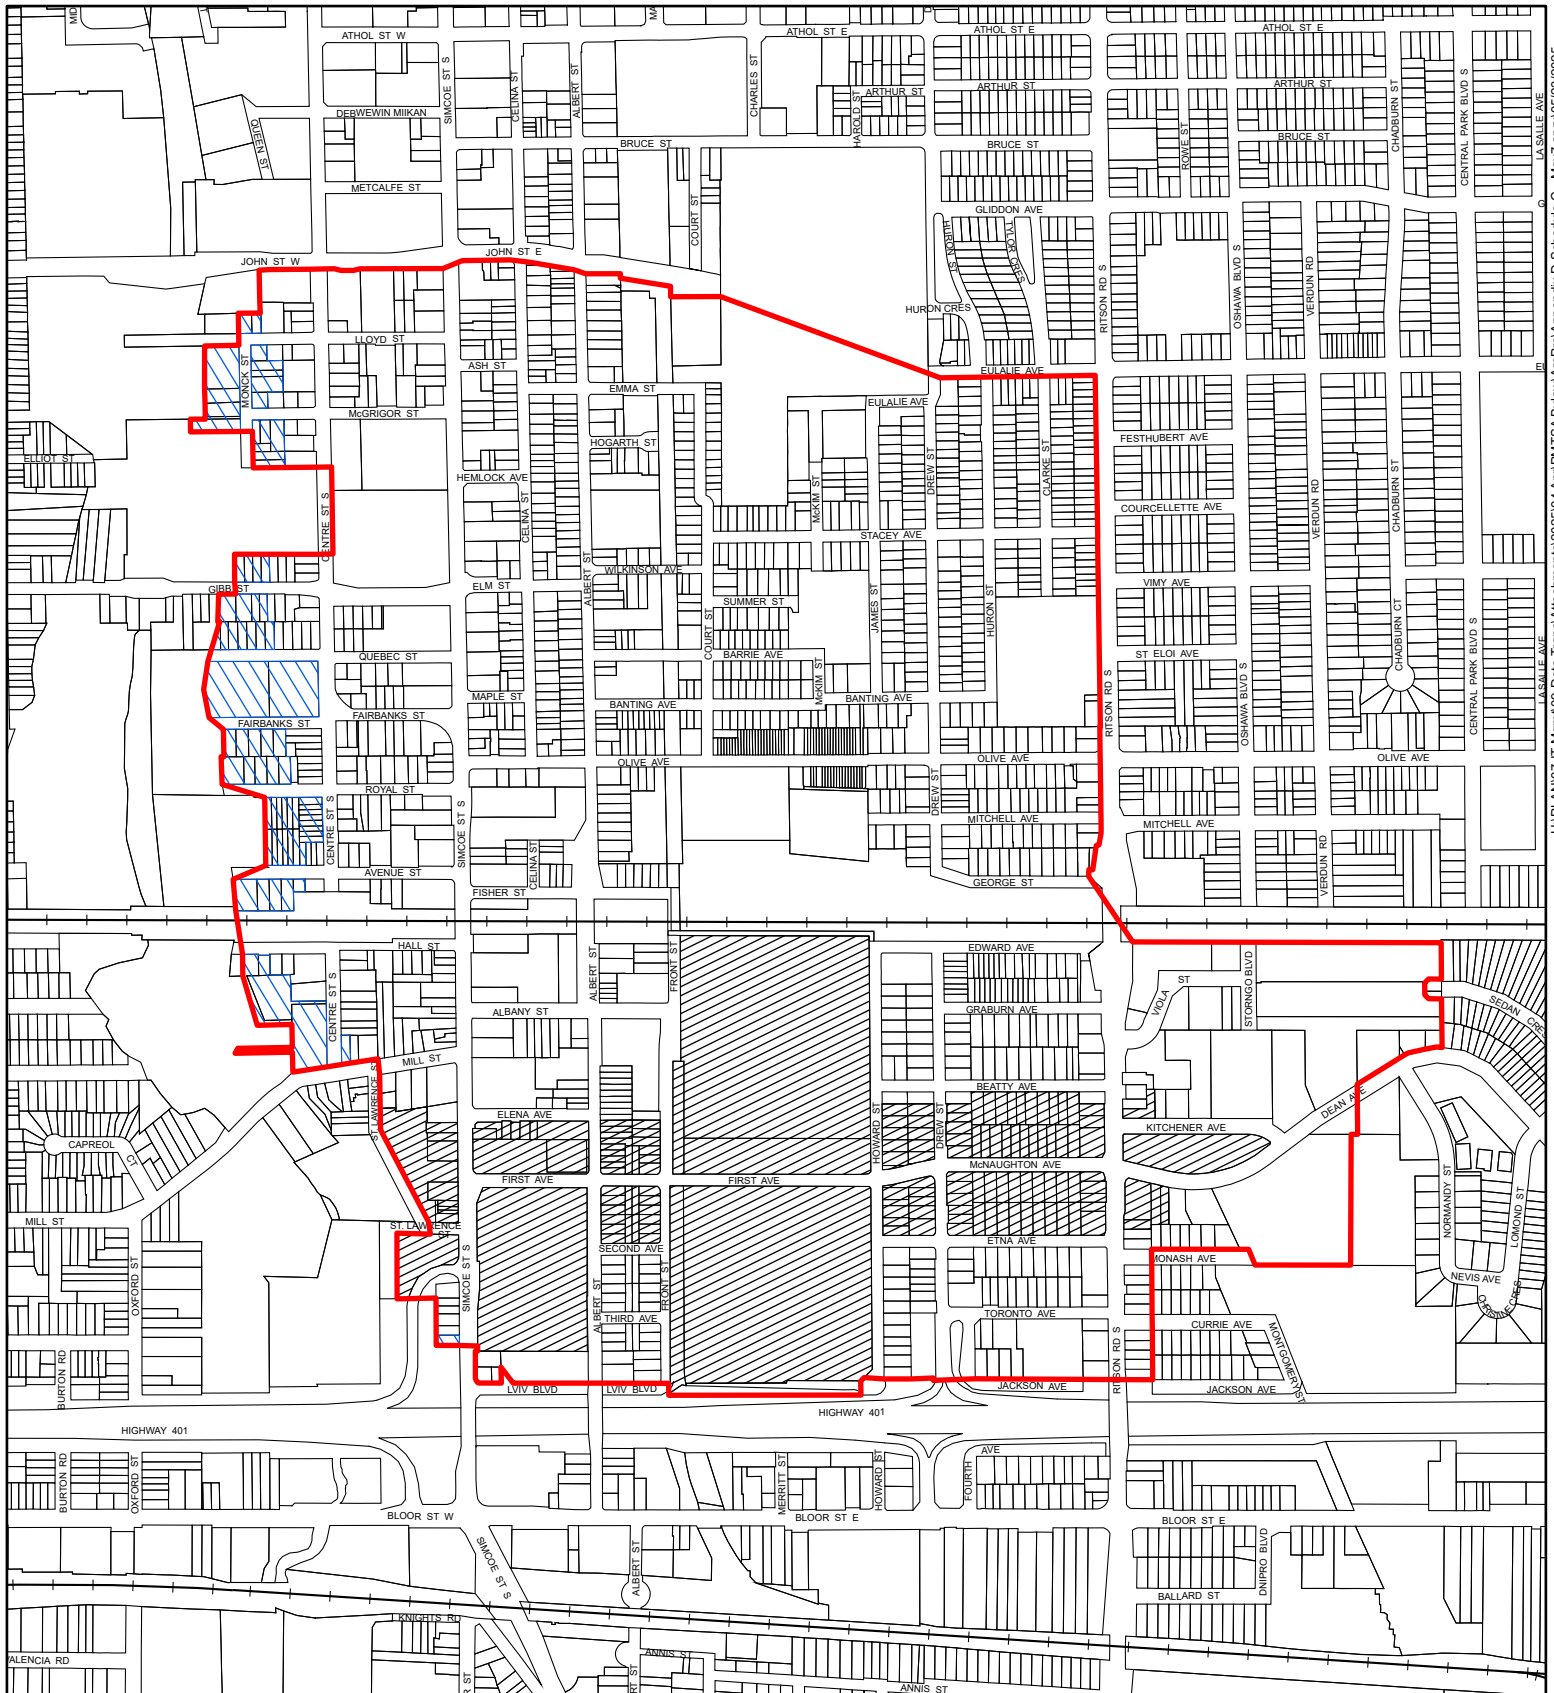 ATHOL ST W
ATHOL ST E
ATHOL ST E
ATHOL ST E
SIMCOE ST S
CELINA ST
ALBERT ST
CHARLES ST
HAROLD ST
ARTHUR ST
ARTHUR ST
ARTHUR ST
CHADBURN ST
CENTRAL PARK BLVD S
LA SALLE AVE
DEBWEWIN MIIKAN
QUEEN ST
BRUCE ST
BRUCE ST
ROWE ST
BRUCE ST
METCALFE ST
COURT ST
GLIDDON AVE
HURON ST
TYLOR CRES
JOHN ST W
JOHN ST E
RITSON RD S
OSHAWA BLVD S
VERDUN RD
HURON CRES
LLOYD ST
MONCK ST
ASH ST
EULALIE AVE
McGRIGOR ST
EMMA ST
EULALIE AVE
ELLIOT ST
HOGARTH ST
DREW ST
CLARKE ST
FESTHUBERT AVE
CHADBURN ST
HEMLOCK AVE
McKIM ST
VERDUN RD
CENTRE ST S
CELINA ST
COURCELLETTE AVE
STACEY AVE
ALBERT ST
WILKINSON AVE
GIBB ST
ELM ST
SUMMER ST
JAMES ST
HURON ST
VIMY AVE
COURT ST
CHADBURN CT
CENTRAL PARK BLVD S
LA SALLE AVE
QUEBEC ST
BARRIE AVE
McKIM ST
ST ELOI AVE
MAPLE ST
BANTING AVE
BANTING AVE
RITSON RD S
OSHAWA BLVD S
FAIRBANKS ST
FAIRBANKS ST
OLIVE AVE
OLIVE AVE
OLIVE AVE
ROYAL ST
DREW ST
CENTRE ST S
SIMCOE ST S
MITCHELL AVE
MITCHELL AVE
CELINA ST
VERDUN RD
AVENUE ST
FISHER ST
GEORGE ST
HALL ST
ALBERT ST
FRONT ST
EDWARD AVE
CENTRE ST S
ALBANY ST
GRABURN AVE
VIOLA
ST
STORNGO BLVD
SEDAN CRES
MILL ST
ST LAWRENCE ST
BEATTY AVE
DEAN AVE
ELENA AVE
HOWARD ST
DREW ST
KITCHENER AVE
CAPREOL
CT
FIRST AVE
FIRST AVE
McNAUGHTON AVE
NORMANDY ST
LOMOND ST
MILL ST
ST. LAWRENCE
ST
OXFORD ST
SIMCOE ST S
SECOND AVE
ETNA AVE
MONASH AVE
NEVIS AVE
CHRISTINE CRES
ALBERT ST
FRONT ST
THIRD AVE
TORONTO AVE
RITSON RD S
CURRIE AVE
MONTGOMERY ST
BURTON RD
LVIV BLVD
LVIV BLVD
JACKSON AVE
JACKSON AVE
HIGHWAY 401
HIGHWAY 401
BURTON RD
OXFORD ST
MERRITT ST
HOWARD ST
FOURTH
AVE
BLOOR ST W
BLOOR ST E
BLOOR ST E
SIMCOE ST S
ALBERT ST
DNIPRO BLVD
BALLARD ST
KNIGHTS RD
ANNIS ST
ANNIS ST